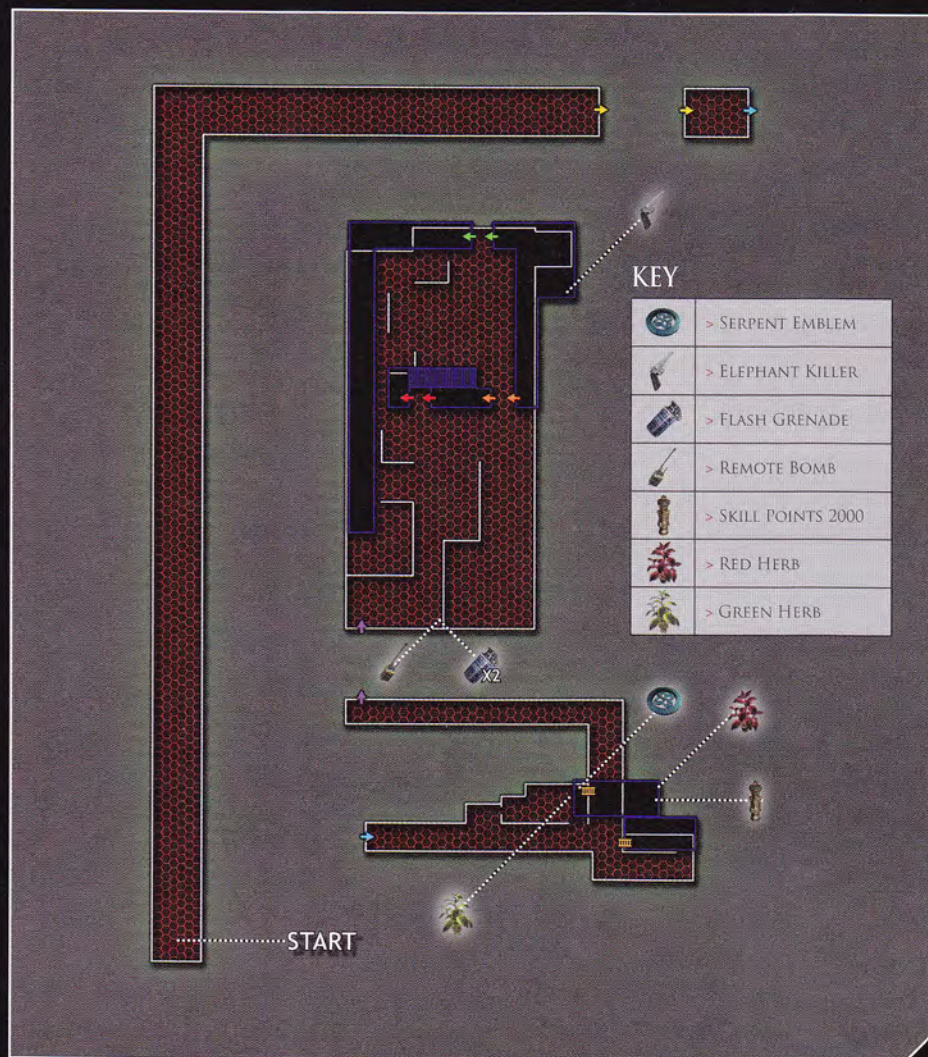 KEY
> SERPENT EMBLEM
> ELEPHANT KILLER
> FLASH GRENADE
> REMOTE BOMB
> SKILL POINTS 2000
> RED HERB
> GREEN HERB
X2
START